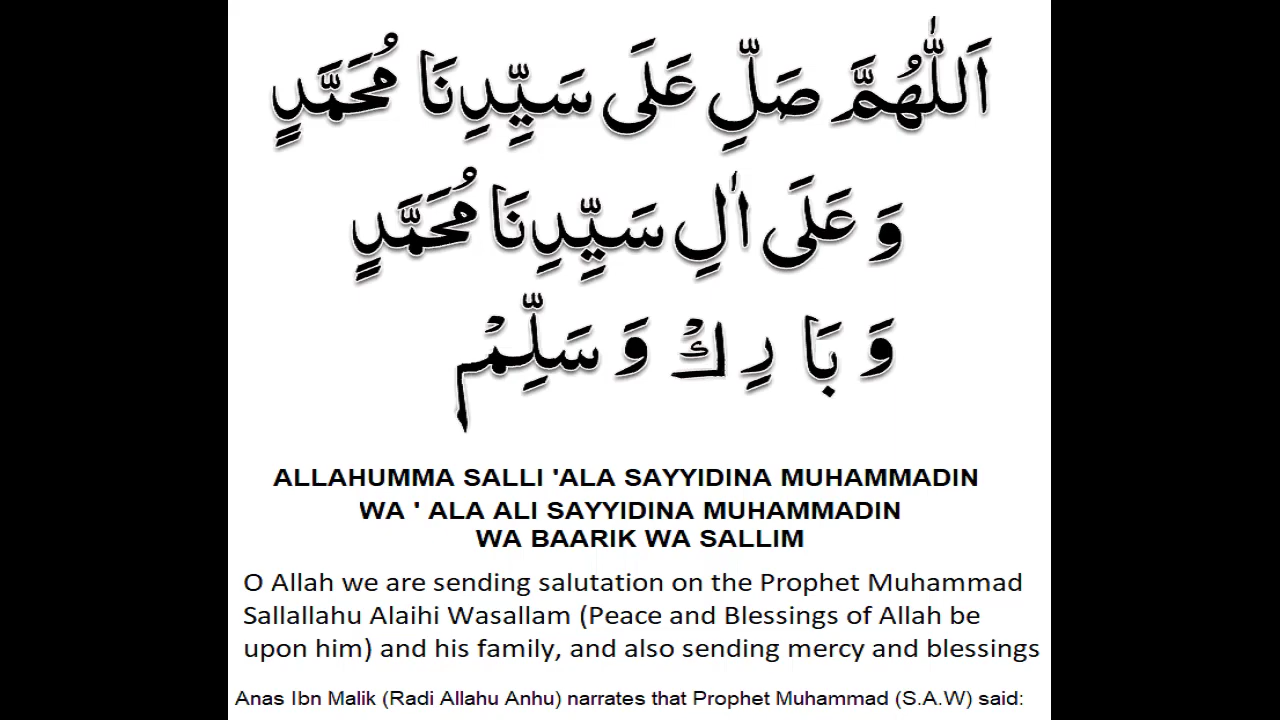 اَللّٰهُمَّ صَلِّ عَلَى سَيِّدِنَا مُحَمَّدٍ
وَ عَلَى اٰلِ سَيِّدِنَا مُحَمَّدٍ
وَ بَا رِكْ وَ سَلِّمْ
ALLAHUMMA SALLI 'ALA SAYYIDINA MUHAMMADIN
WA ' ALA ALI SAYYIDINA MUHAMMADIN
WA BAARIK WA SALLIM
O Allah we are sending salutation on the Prophet Muhammad
Sallallahu Alaihi Wasallam (Peace and Blessings of Allah be
upon him) and his family, and also sending mercy and blessings
Anas Ibn Malik (Radi Allahu Anhu) narrates that Prophet Muhammad (S.A.W) said: